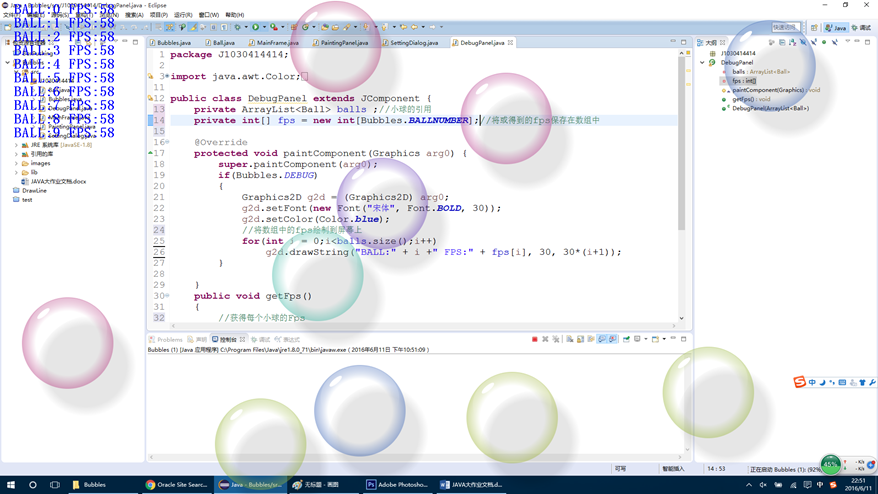 BALL:0 FPS:58
BALL:1 FPS:58
BALL:2 FPS:58
BALL:3 FPS:58
BALL:4 FPS:58
BALL:5 FPS:58
BALL:6 FPS:58
BALL:7 FPS:58
BALL:8 FPS:58
BALL:9 FPS:58
项目(P) 运行(R) 窗口(W) 帮助(H)
快速访问
Java
调试
Bubbles.java
Ball.java
MainFrame.java
PaintingPanel.java
SettingDialog.java
DebugPanel.java
1 package J1030414414;
2
3 import java.awt.Color;
11
12 public class DebugPanel extends JComponent {
13 private ArrayList<Ball> balls ;//小球的引用
14 private int[] fps = new int[Bubbles.BALLNUMBER];//将或得到的fps保存在数组中
15
16 @Override
17 protected void paintComponent(Graphics arg0) {
18 super.paintComponent(arg0);
19 if(Bubbles.DEBUG)
20 {
21 Graphics2D g2d = (Graphics2D) arg0;
22 g2d.setFont(new Font("宋体", Font.BOLD, 30));
23 g2d.setColor(Color.blue);
24 //将数组中的fps绘制到屏幕上
25 for(int i = 0;i<balls.size();i++)
26 g2d.drawString("BALL:" + i +" FPS:" + fps[i], 30, 30*(i+1));
27 }
28
29 }
30 public void getFps()
31 {
32 //获得每个小球的Fps
JRE 系统库 [JavaSE-1.8]
引用的库
images
lib
JAVA大作业文档.docx
DrawLine
test
大纲
J1030414414
DebugPanel
balls : ArrayList<Ball>
fps : int[]
paintComponent(Graphics) : void
getFps() : void
DebugPanel(ArrayList<Ball>)
Problems
声明
控制台
调试
表达式
Bubbles (1) [Java 应用程序] C:\Program Files\Java\jre1.8.0_71\bin\javaw.exe ( 2016年6月11日 下午10:51:09 )
可写
智能插入
14 : 53
正在启动 Bubbles (1): (92%)
45%
Bubbles
Oracle Site Searc...
Java - Bubbles/sr...
无标题 - 画图
Adobe Photosho...
JAVA大作业文档.d...
中
22:51
2016/6/11